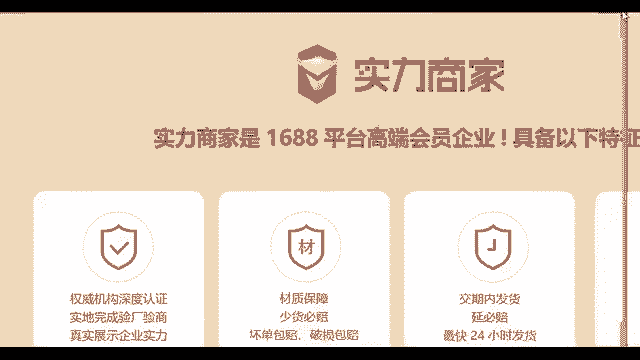 实力商家
实力商家是 1688 平台高端会员企业！具备以下特征
权威机构深度认证
实地完成验厂验商
真实展示企业实力
材
材质保障
少货必赔
坏单包赔，破损包赔
交期内发货
延必赔
最快 24 小时发货